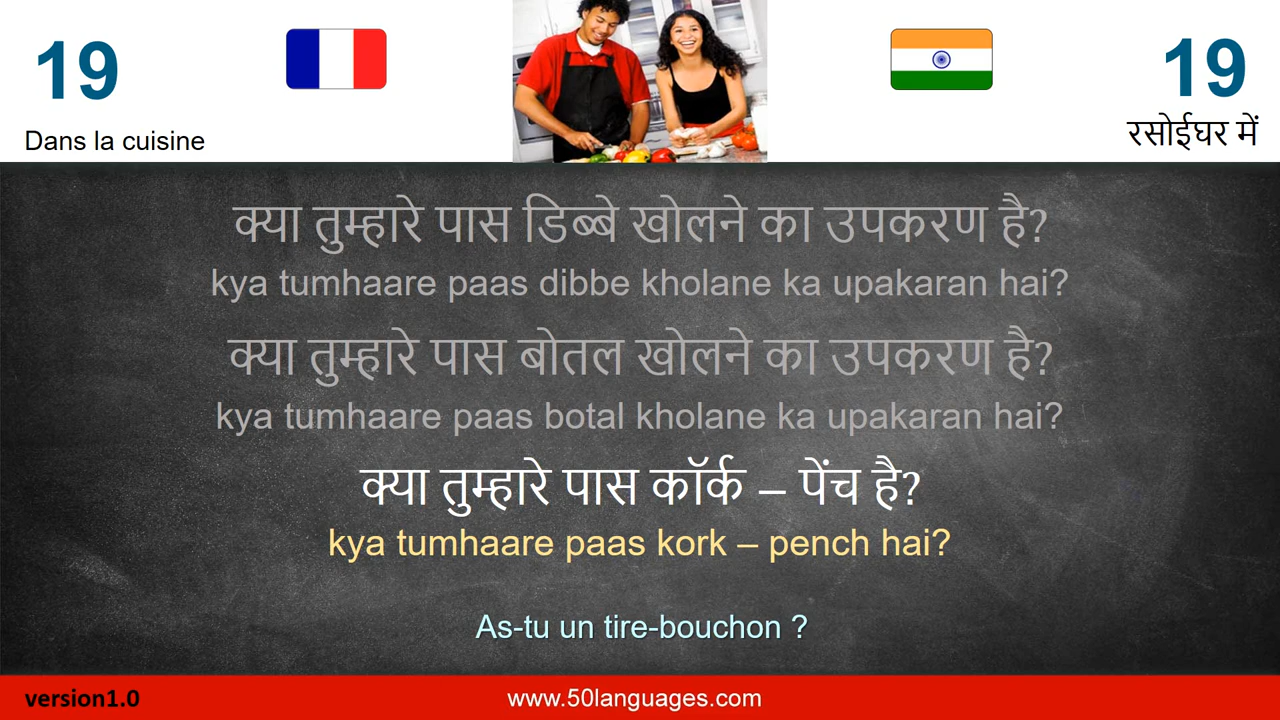 19
19
Dans la cuisine
रसोईघर में
क्या तुम्हारे पास डिब्बे खोलने का उपकरण है?
kya tumhaare paas dibbe kholane ka upakaran hai?
क्या तुम्हारे पास बोतल खोलने का उपकरण है?
kya tumhaare paas botal kholane ka upakaran hai?
क्या तुम्हारे पास कॉर्क – पेंच है?
kya tumhaare paas kork – pench hai?
As-tu un tire-bouchon ?
version1.0
www.50languages.com